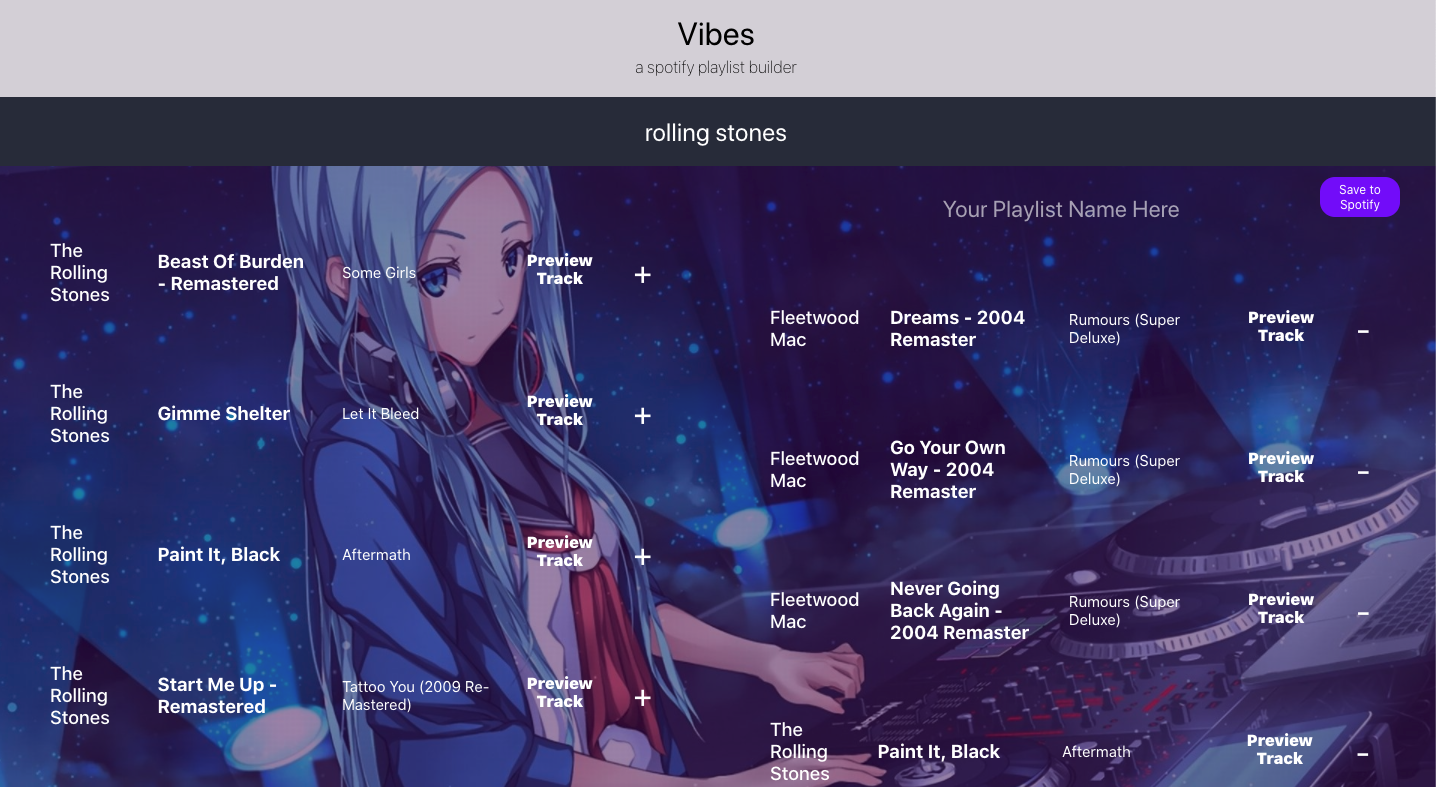 Vibes
a spotify playlist builder
rolling stones
The
Rolling
Stones
Beast Of Burden
- Remastered
Some Girls
Preview
Track
+
The
Rolling
Stones
Gimme Shelter
Let It Bleed
Preview
Track
+
The
Rolling
Stones
Paint It, Black
Aftermath
Preview
Track
+
The
Rolling
Stones
Start Me Up -
Remastered
Tattoo You (2009 Re-
Mastered)
Preview
Track
+
Your Playlist Name Here
Save to
Spotify
Fleetwood
Mac
Dreams - 2004
Remaster
Rumours (Super
Deluxe)
Preview
Track
-
Fleetwood
Mac
Go Your Own
Way - 2004
Remaster
Rumours (Super
Deluxe)
Preview
Track
-
Fleetwood
Mac
Never Going
Back Again -
2004 Remaster
Rumours (Super
Deluxe)
Preview
Track
-
The
Rolling
Stones
Paint It, Black
Aftermath
Preview
Track
-